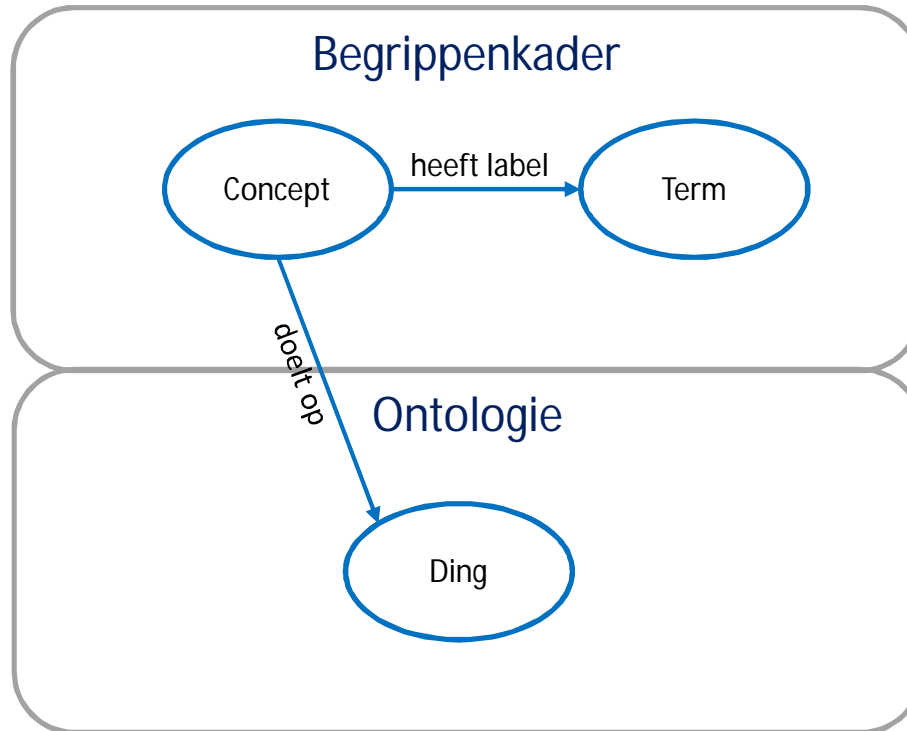 Begrippenkader
heeft label
Concept
Term
doelt op
Ontologie
Ding